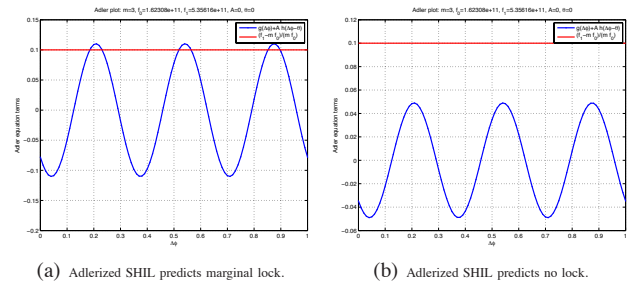 Adler plot: m=3, f₀=1.62308e+11, f₁=5.35616e+11, A=0, θ=0
0.15
0.1
0.05
0
-0.05
-0.1
-0.15
-0.2
Adler equation terms
g(Δφ)+A h(Δφ−θ)
(f₁-m f₀)/(m f₀)
0 0.1 0.2 0.3 0.4 0.5 0.6 0.7 0.8 0.9 1
Δφ
(a) Adlerized SHIL predicts marginal lock.
Adler plot: m=3, f₀=1.62308e+11, f₁=5.35616e+11, A=0, θ=0
0.12
0.1
0.08
0.06
0.04
0.02
0
-0.02
-0.04
-0.06
Adler equation terms
g(Δφ)+A h(Δφ−θ)
(f₁-m f₀)/(m f₀)
0 0.1 0.2 0.3 0.4 0.5 0.6 0.7 0.8 0.9 1
Δφ
(b) Adlerized SHIL predicts no lock.